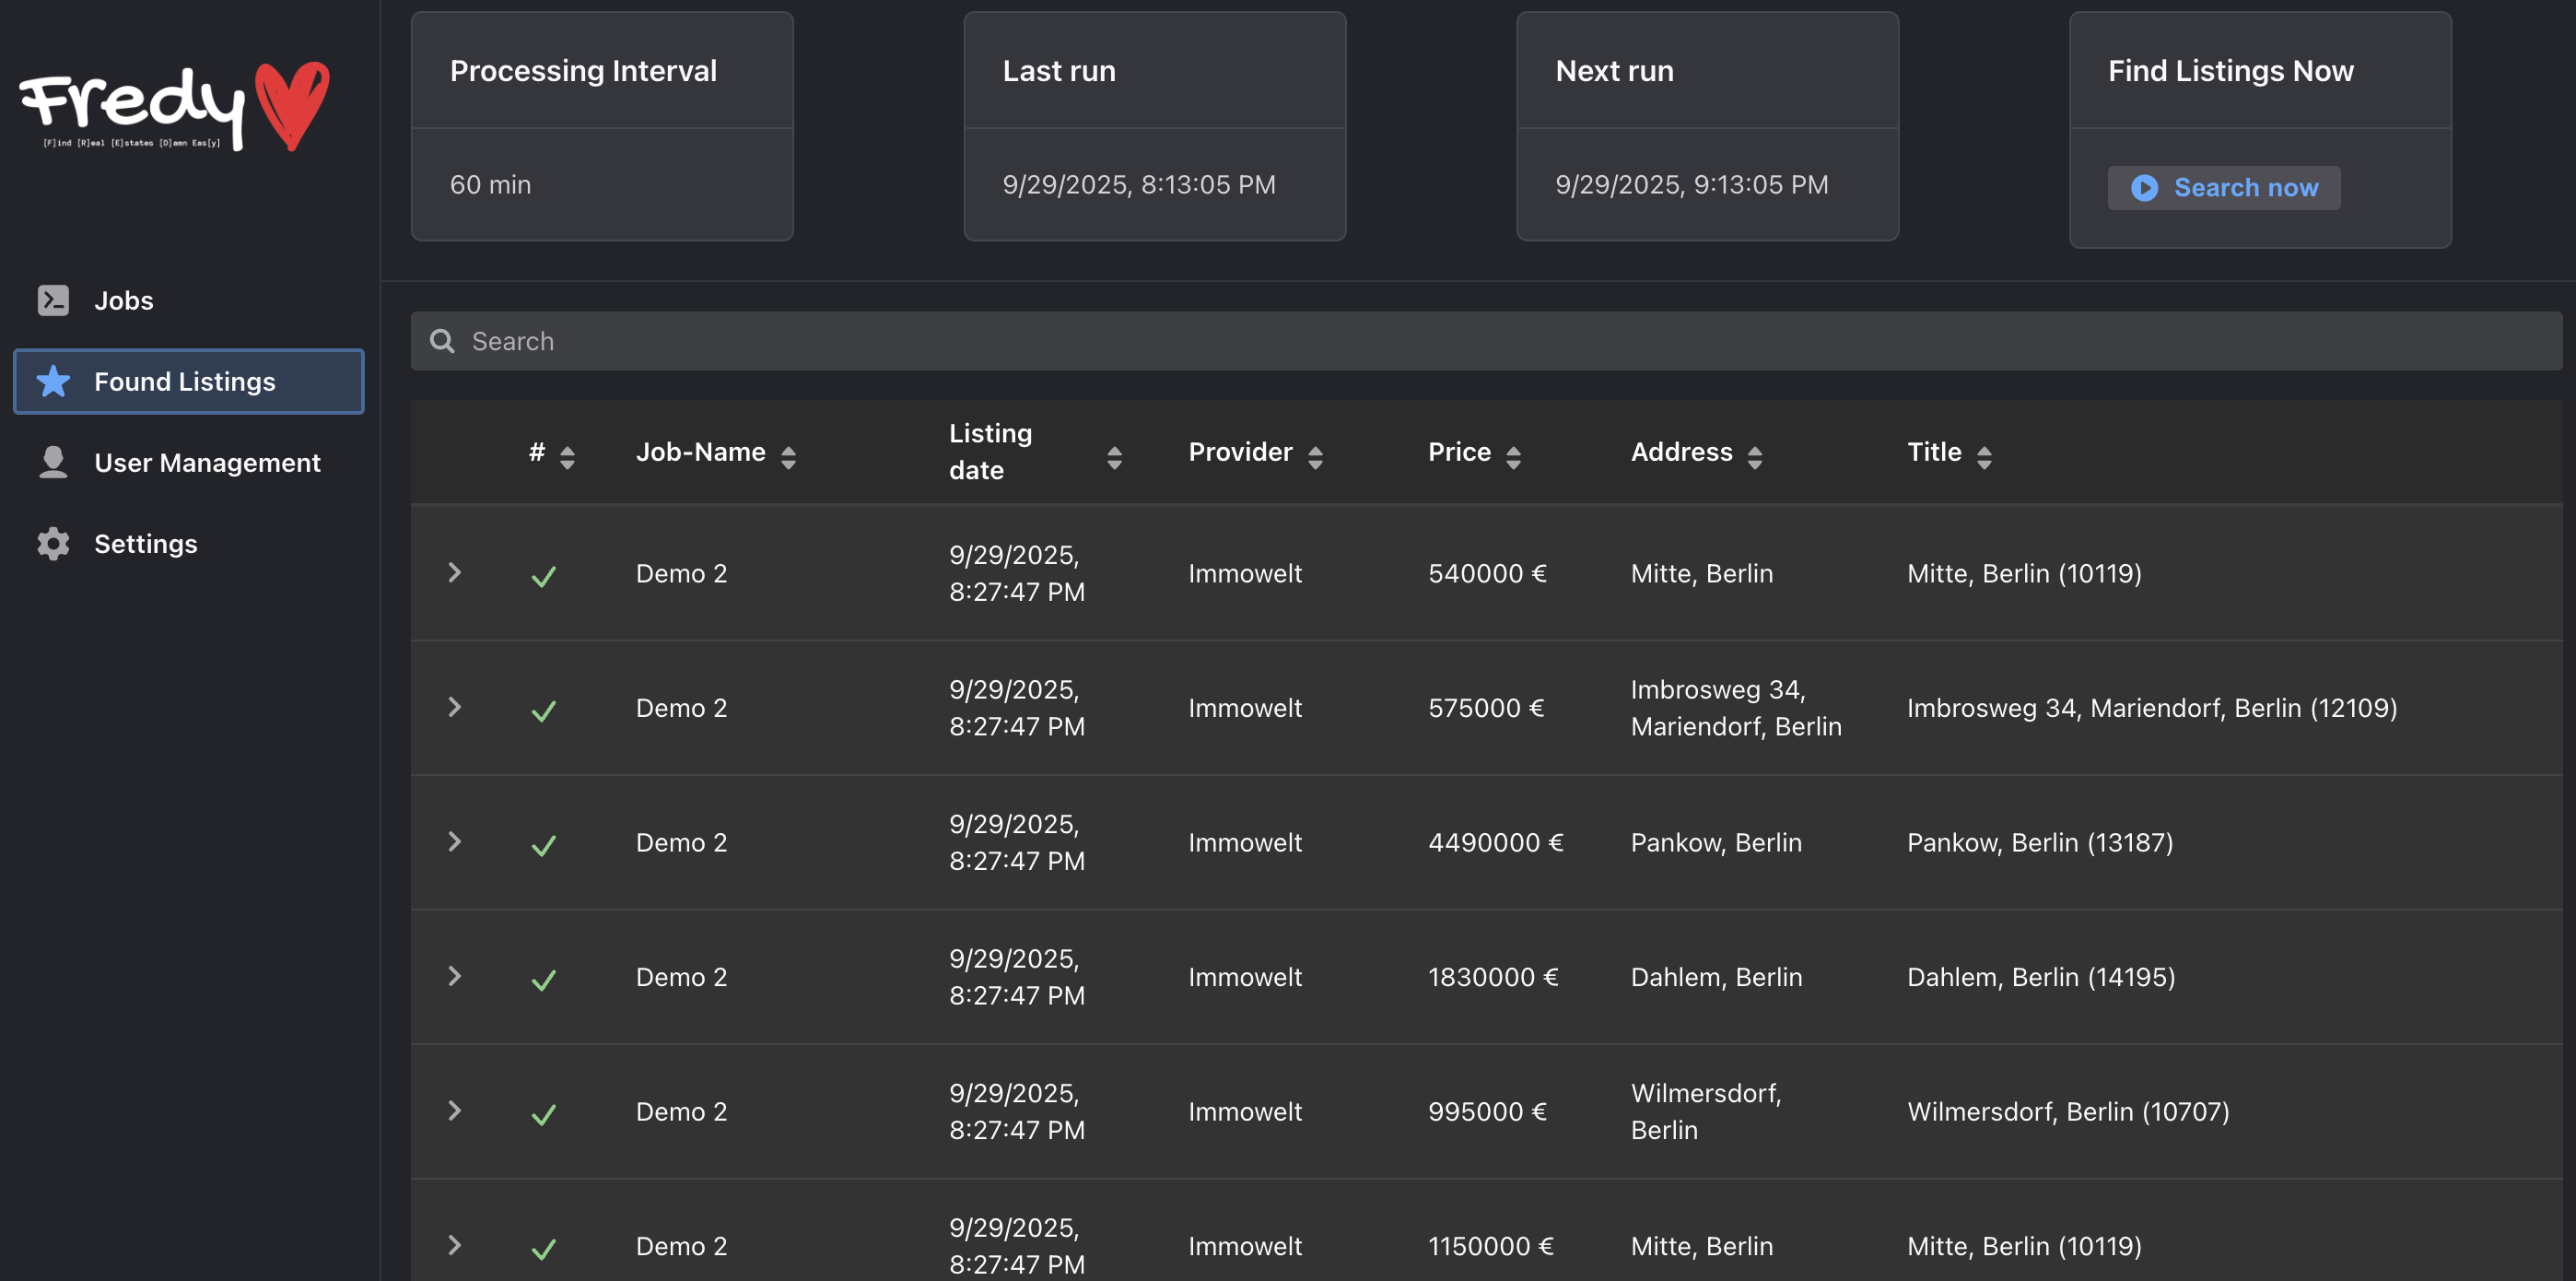 Fredy
[F]ind [R]eal [E]states [D]amn Eas[y]
Jobs
Found Listings
User Management
Settings
Processing Interval
60 min
Last run
9/29/2025, 8:13:05 PM
Next run
9/29/2025, 9:13:05 PM
Find Listings Now
Search now
Search
# Job-Name Listing date Provider Price Address Title
Demo 2 9/29/2025, 8:27:47 PM Immowelt 540000 € Mitte, Berlin Mitte, Berlin (10119)
Demo 2 9/29/2025, 8:27:47 PM Immowelt 575000 € Imbrosweg 34, Mariendorf, Berlin Imbrosweg 34, Mariendorf, Berlin (12109)
Demo 2 9/29/2025, 8:27:47 PM Immowelt 4490000 € Pankow, Berlin Pankow, Berlin (13187)
Demo 2 9/29/2025, 8:27:47 PM Immowelt 1830000 € Dahlem, Berlin Dahlem, Berlin (14195)
Demo 2 9/29/2025, 8:27:47 PM Immowelt 995000 € Wilmersdorf, Berlin Wilmersdorf, Berlin (10707)
Demo 2 9/29/2025, 8:27:47 PM Immowelt 1150000 € Mitte, Berlin Mitte, Berlin (10119)